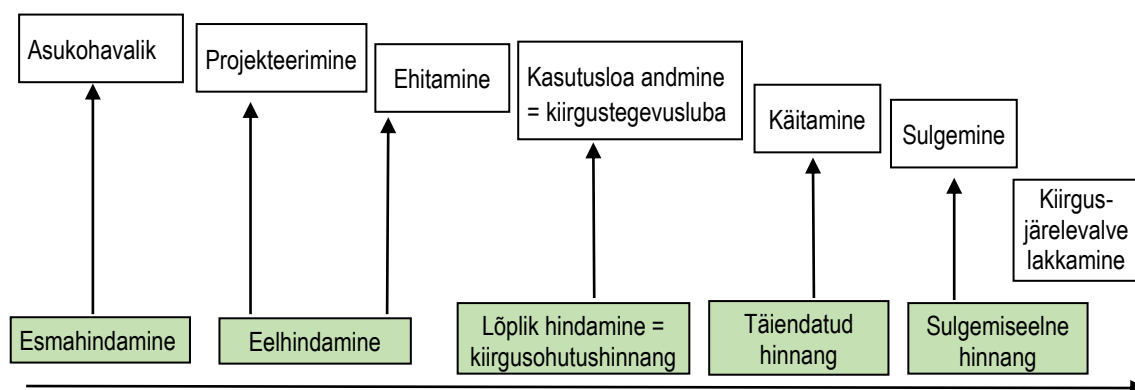 Asukohavalik
Projekteerimine
Ehitamine
Kasutusloa andmine
= kiirgustegevusluba
Käitamine
Sulgemine
Kiirgus-
järelevalve
lakkamine
Esmahindamine
Eelhindamine
Lõplik hindamine =
kiirgusohutushinnang
Täiendatud
hinnang
Sulgemiseelne
hinnang